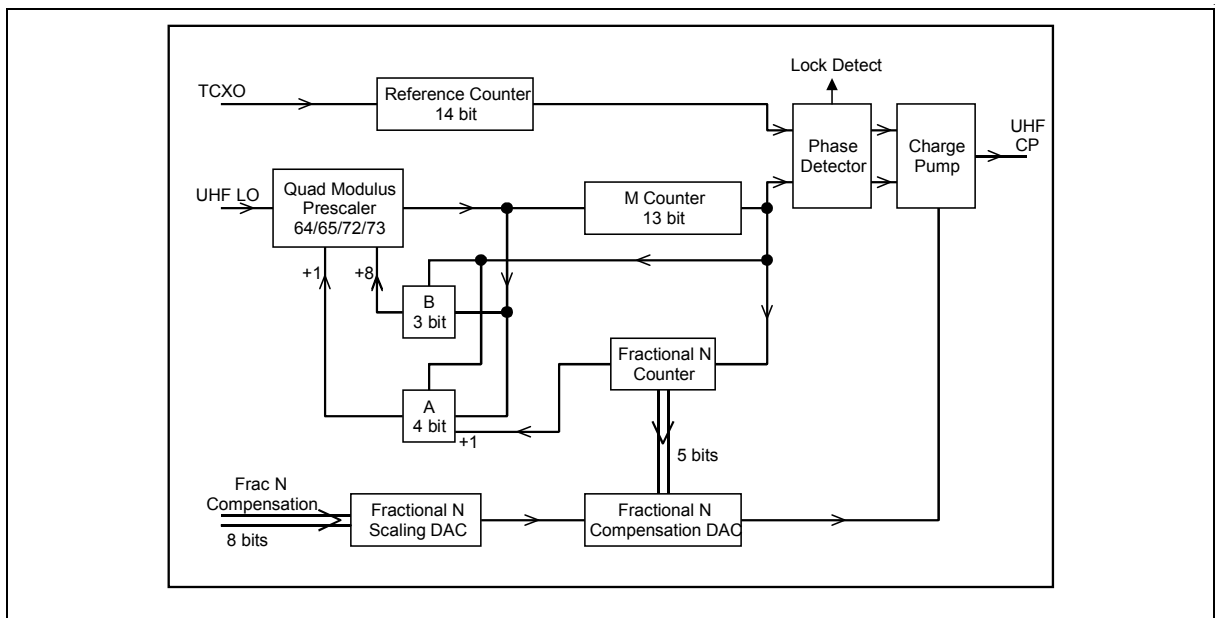 Lock Detect
TCXO
Reference Counter
14 bit
Phase
Detector
Charge
Pump
UHF
CP
UHF LO
Quad Modulus
Prescaler
64/65/72/73
M Counter
13 bit
+1
+8
B
3 bit
Fractional N
Counter
A
4 bit
+1
5 bits
Frac N
Compensation
8 bits
Fractional N
Scaling DAC
Fractional N
Compensation DAC